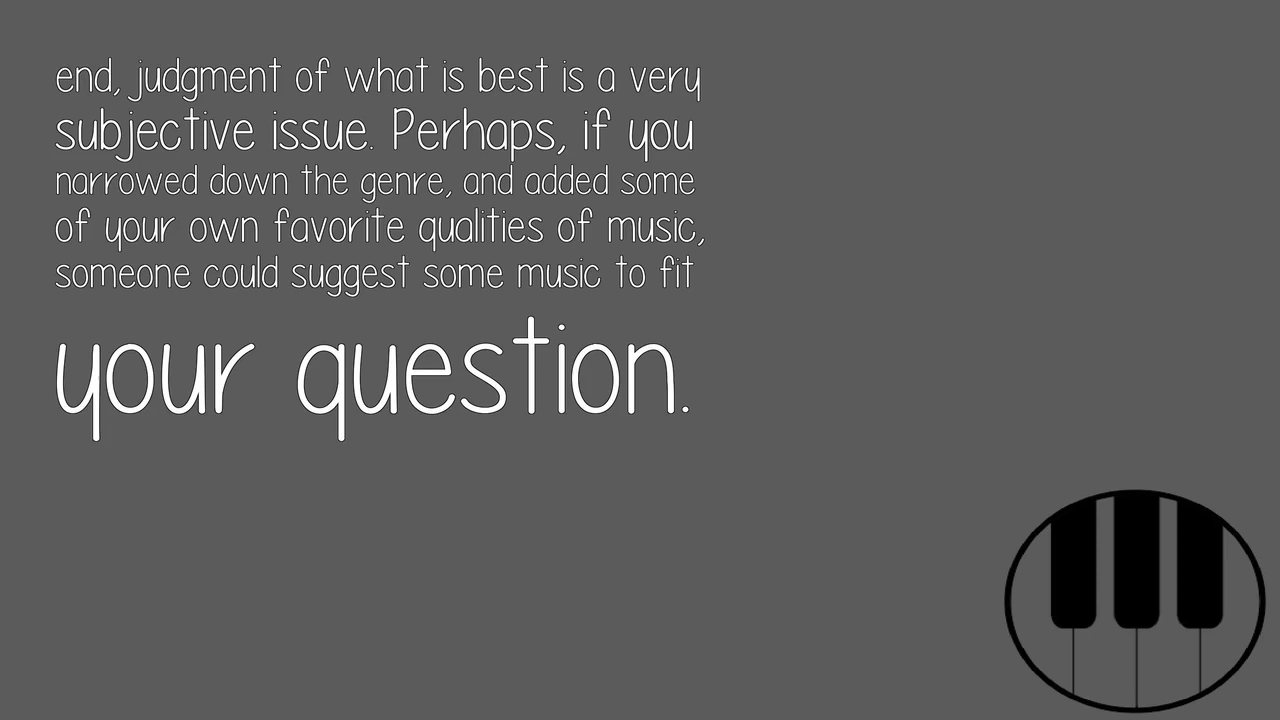 end, judgment of what is best is a very
subjective issue. Perhaps, if you
narrowed down the genre, and added some
of your own favorite qualities of music,
someone could suggest some music to fit
your question.